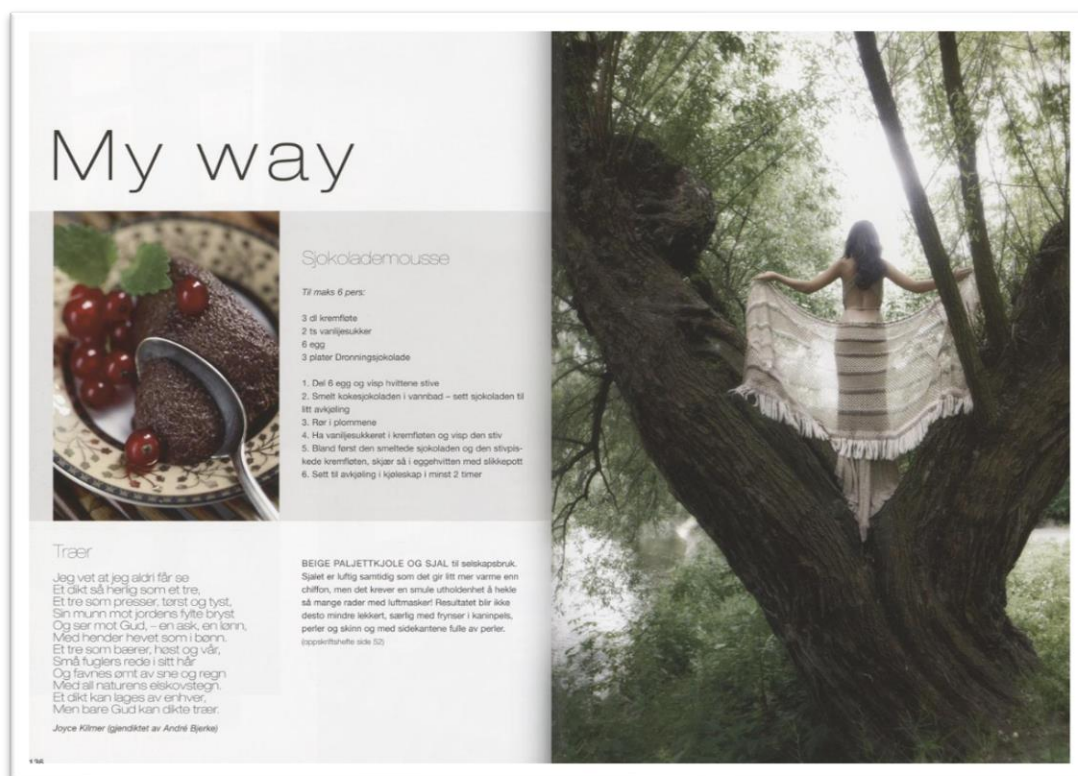 My way
Sjokolademousse
Til maks 6 pers:
3 dl kremfløte
2 ts vaniljesukker
6 egg
3 plater Dronningsjokolade
1. Del 6 egg og visp hvittene stive
2. Smelt kokesjokoladen i vannbad – sett sjokoladen til
litt avkjøling
3. Rør i plommene
4. Ha vaniljesukkeret i kremfløten og visp den stiv
5. Bland først den smeltede sjokoladen og den stivpis-
kede kremfløten, skjær så i eggehvitten med slikkepott
6. Sett til avkjøling i kjøleskap i minst 2 timer
Trær
Jeg vet at jeg aldri får se
Et dikt så herlig som et tre,
Et tre som presser, tørst og tyst,
Sin munn mot jordens fylte bryst
Og ser mot Gud, – en ask, en lønn,
Med hender hevet som i bønn.
Et tre som bærer, høst og vår,
Små fuglers rede i sitt hår
Og favnes ømt av sne og regn
Med all naturens elskovstegn.
Et dikt kan lages av enhver,
Men bare Gud kan dikte trær.
Joyce Kilmer (gjendiktet av André Bjerke)
BEIGE PALJETTKJOLE OG SJAL til selskapsbruk.
Sjalet er luftig samtidig som det gir litt mer varme enn
chiffon, men det krever en smule utholdenhet å hekle
så mange rader med luftmasker! Resultatet blir ikke
desto mindre lekkert, særlig med frynser i kaninpels,
perler og skinn og med sidekantene fulle av perler.
(oppskriftshefte side 52)
136